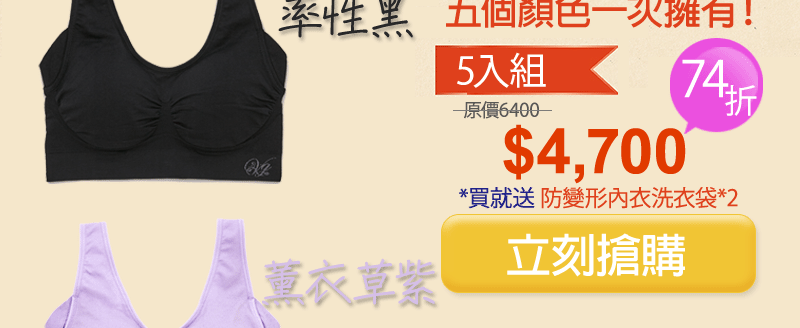 率性黑
五個顏色一次擁有!
5入組
74折
原價6400
$4,700
*買就送 防變形內衣洗衣袋*2
立刻搶購
薰衣草紫